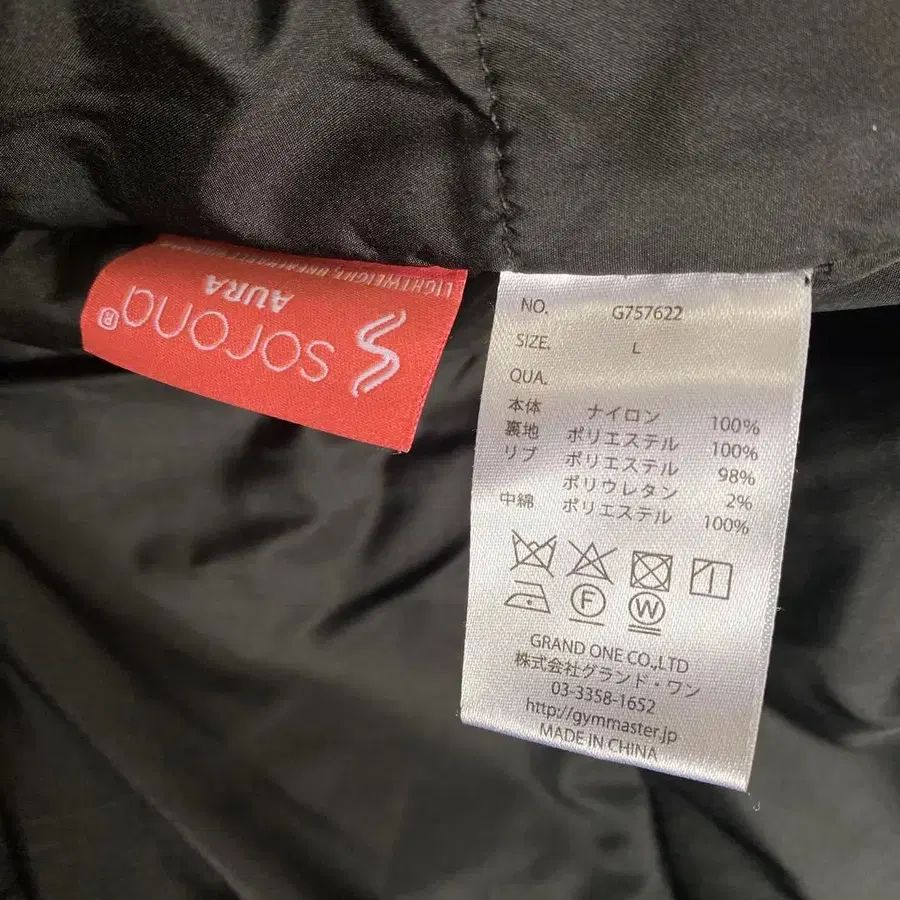 sorona®
AURA
LIGHTWEIGHT, BREATHABLE
NO. G757622
SIZE. L
QUA.
本体 ナイロン 100%
裏地 ポリエステル 100%
リブ ポリエステル 98%
ポリウレタン 2%
中綿 ポリエステル 100%
F W
GRAND ONE CO.,LTD
株式会社グランド・ワン
03-3358-1652
http://gymmaster.jp
MADE IN CHINA